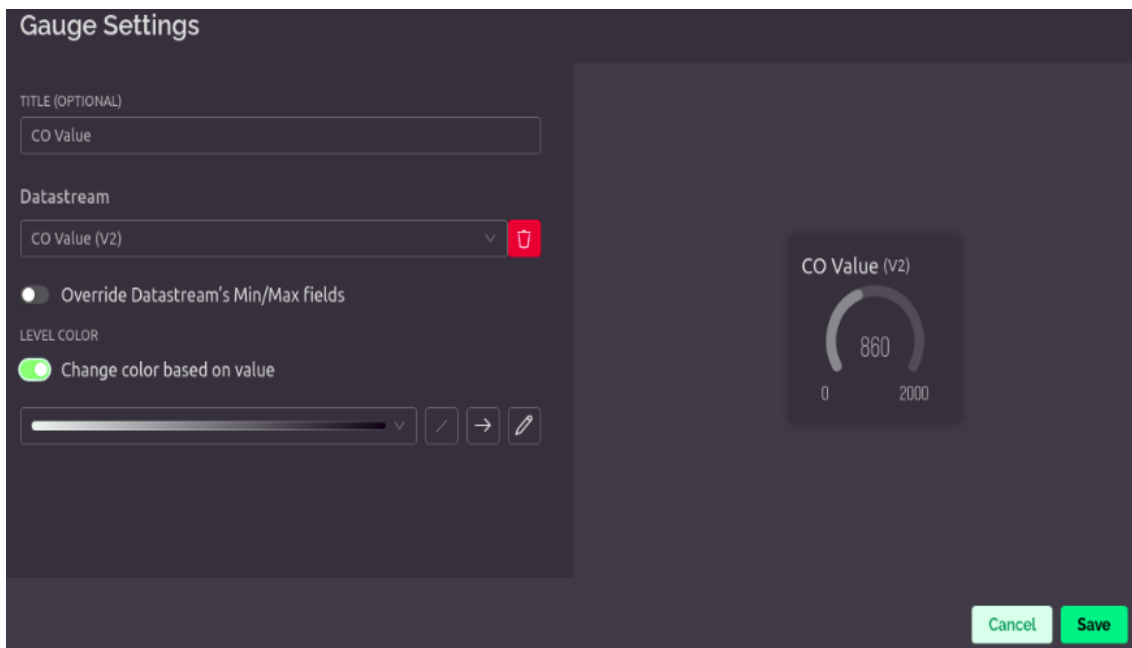 Gauge Settings
TITLE (OPTIONAL)
CO Value
Datastream
CO Value (V2)
Override Datastream's Min/Max fields
LEVEL COLOR
Change color based on value
CO Value (V2)
860
0 2000
Cancel Save